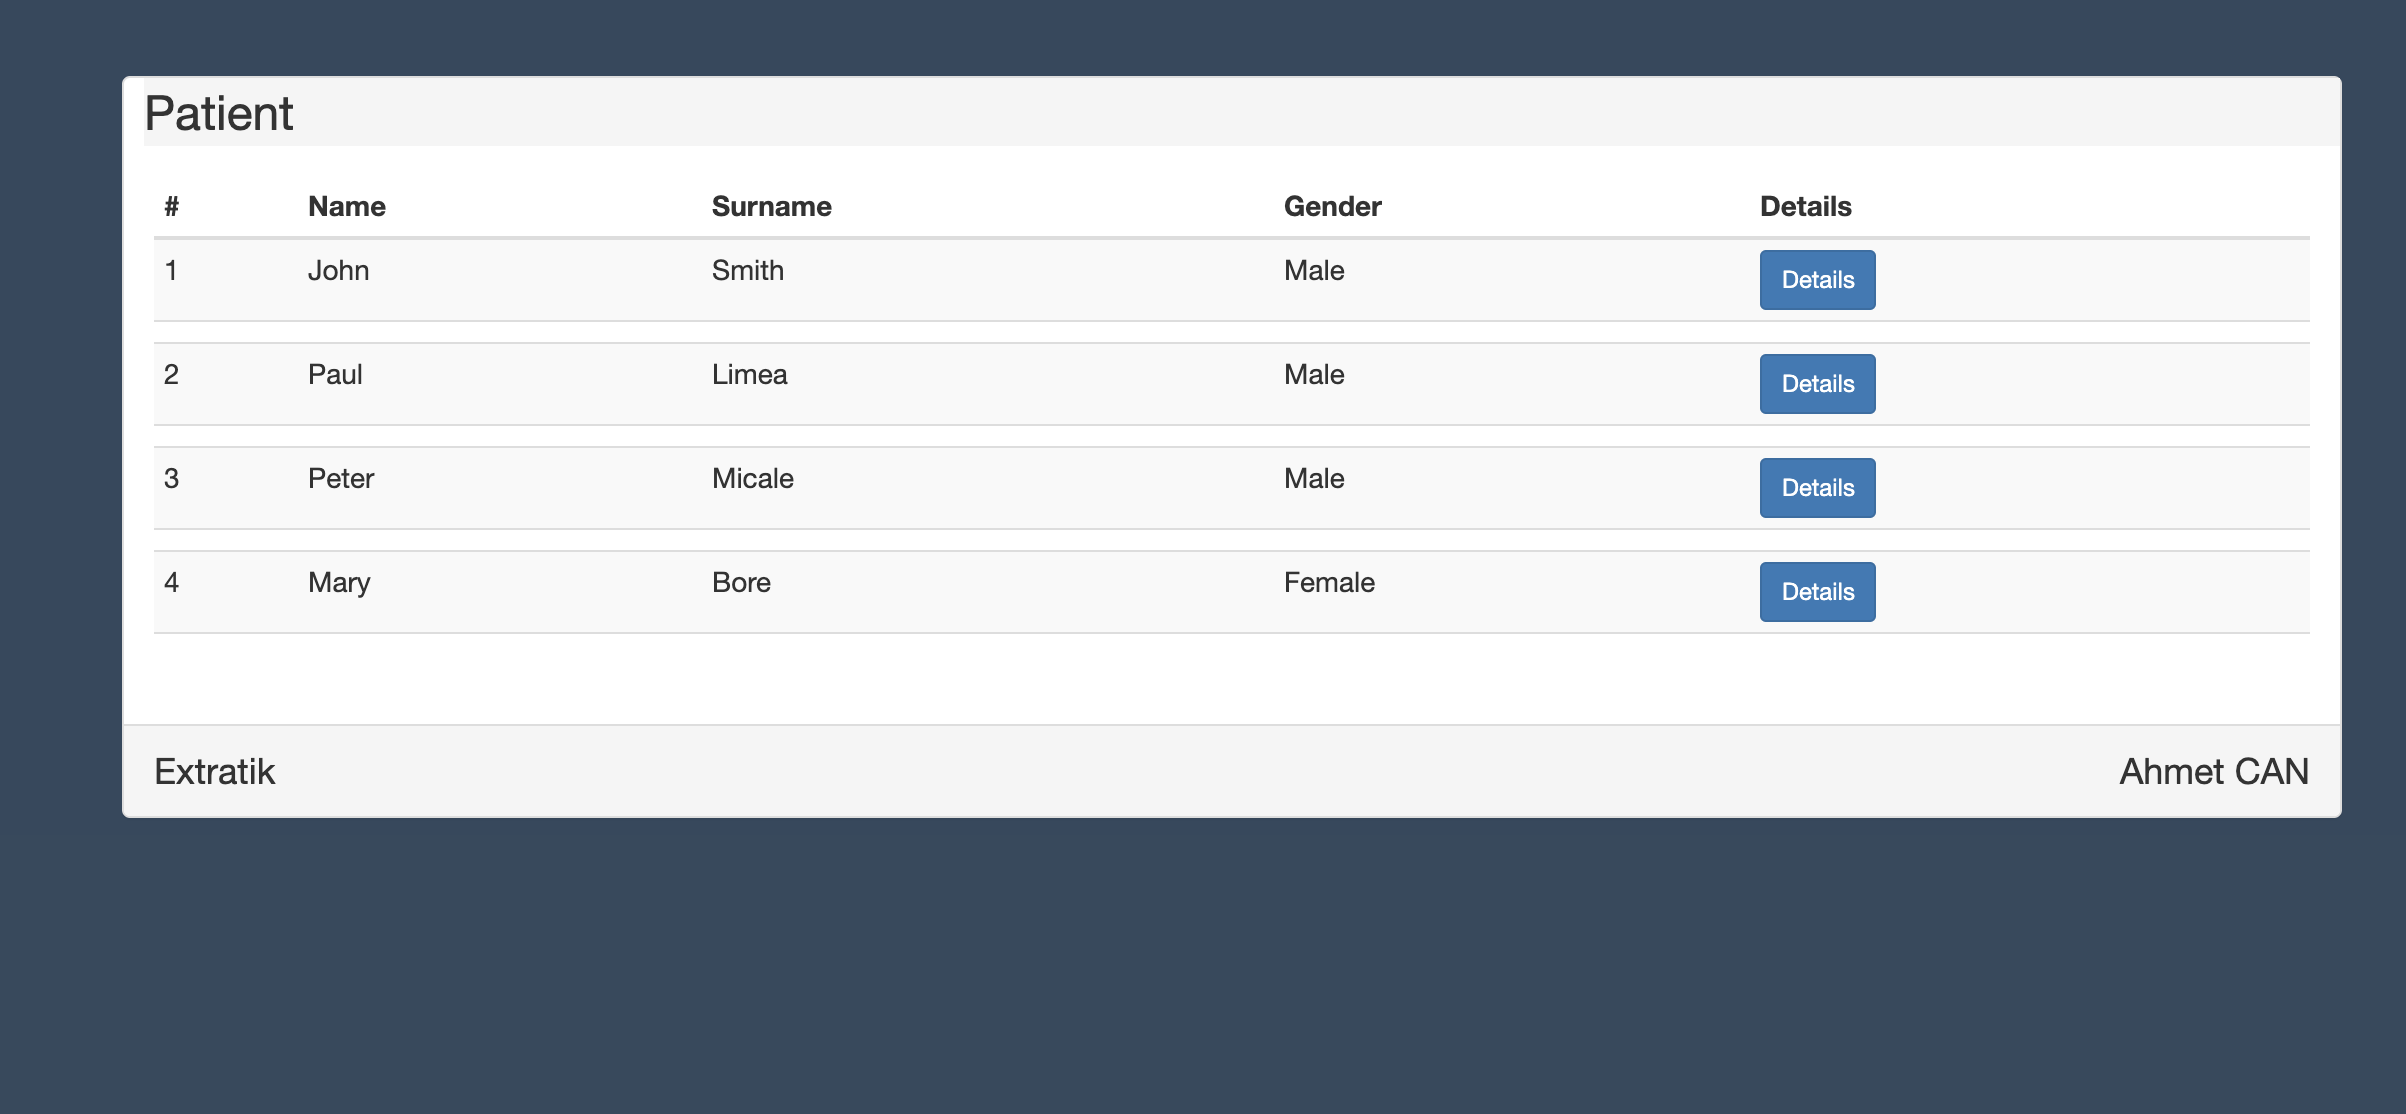 Patient
# Name Surname Gender Details
1 John Smith Male Details
2 Paul Limea Male Details
3 Peter Micale Male Details
4 Mary Bore Female Details
Extratik Ahmet CAN